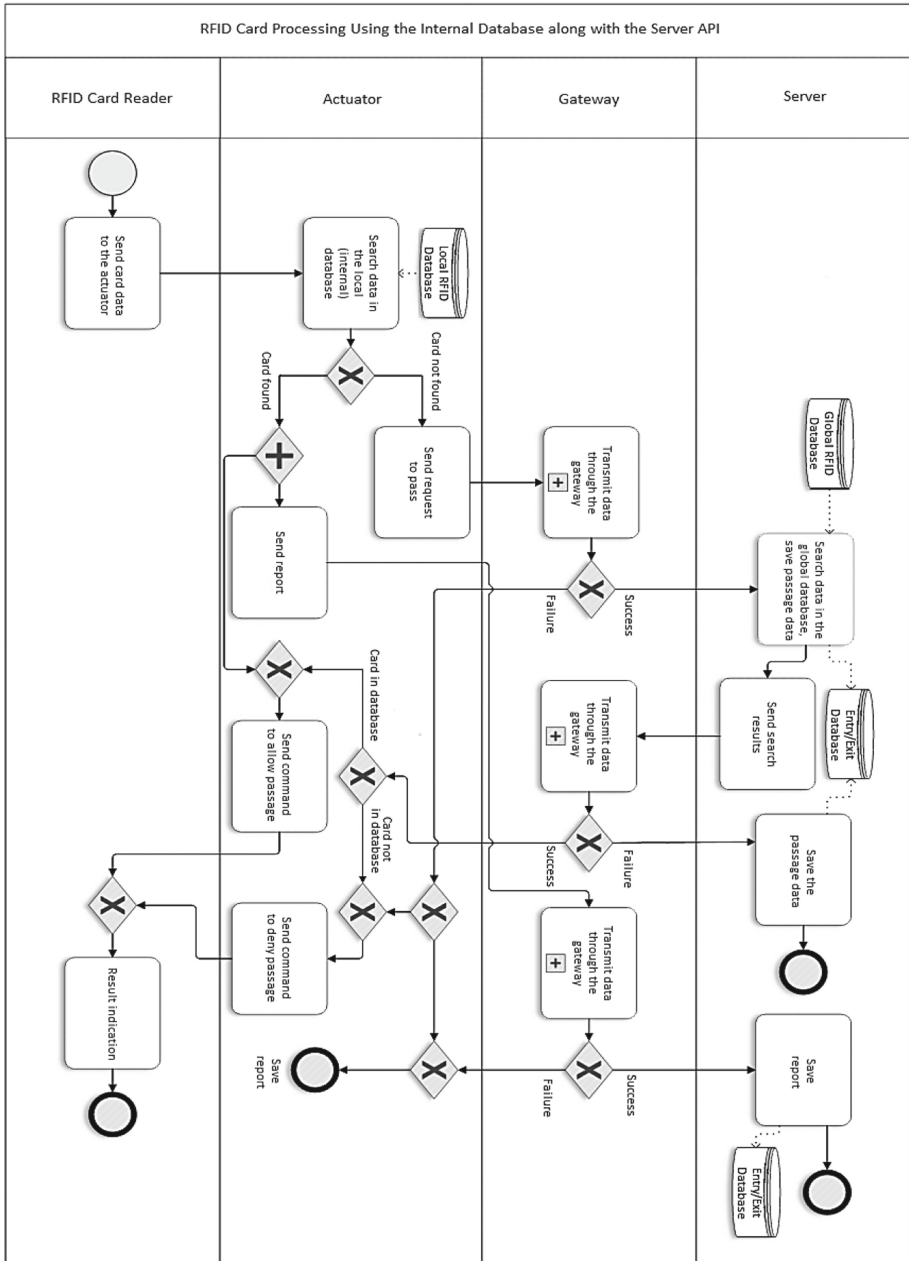 RFID Card Processing Using the Internal Database along with the Server API
RFID Card Reader
Actuator
Gateway
Server
Send card data
to the actuator
Search data in
the local
(internal)
database
Local RFID
Database
Card not found
Card found
Send request
to pass
Send report
Transmit data
through the
gateway
Success
Failure
Global RFID
Database
Search data in the
global database,
save passage data
Send search
results
Entry/Exit
Database
Transmit data
through the
gateway
Failure
Success
Save the
passage data
Card in database
Card not
in database
Send command
to allow passage
Send command
to deny passage
Transmit data
through the
gateway
Success
Failure
Save
report
Entry/Exit
Database
Save
report
Result indication